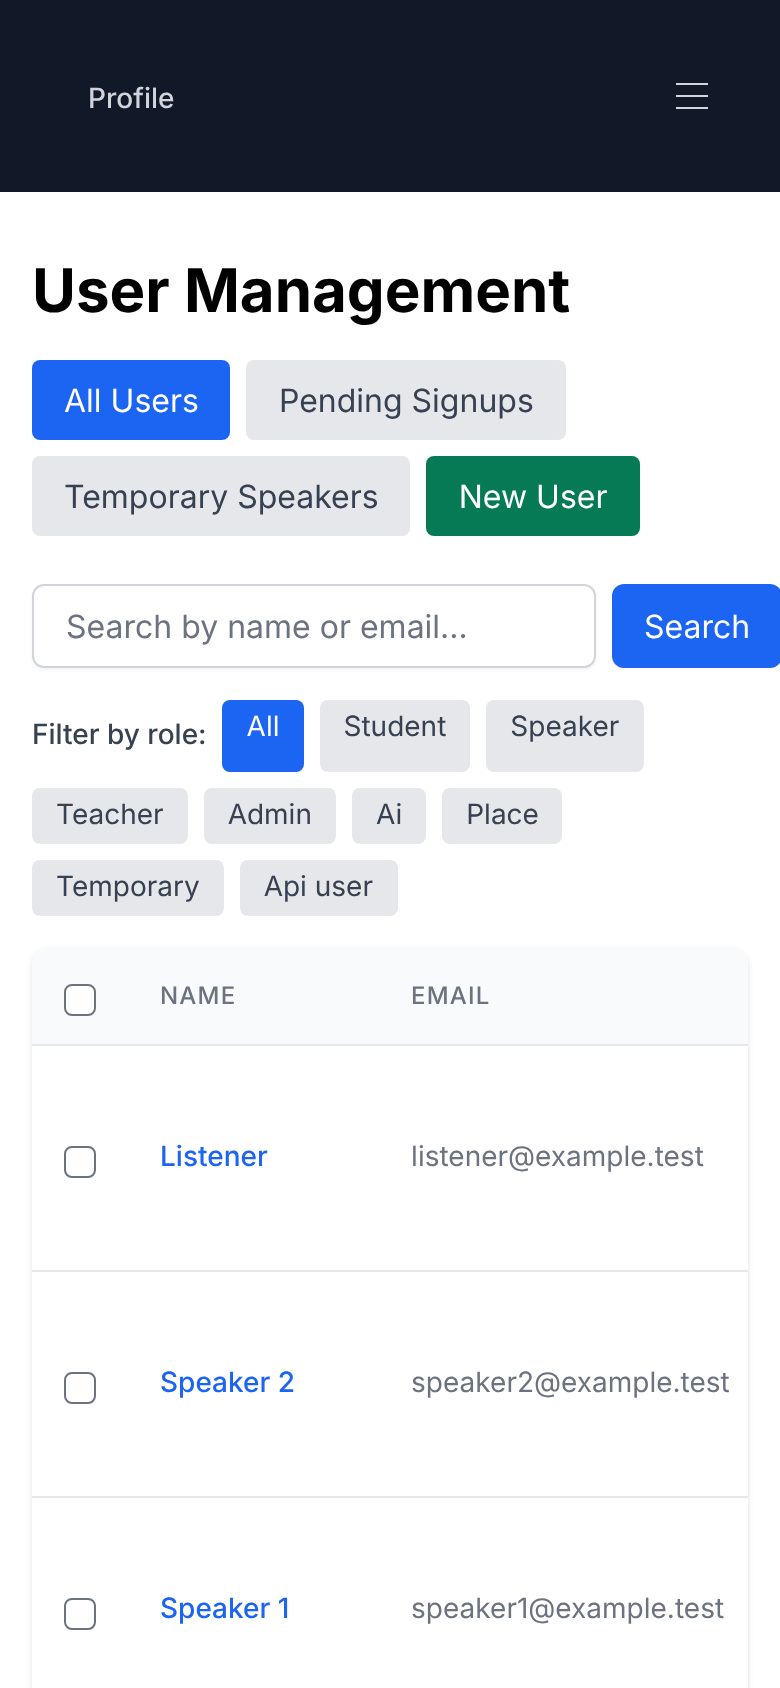 Profile
User Management
All Users Pending Signups
Temporary Speakers New User
Search by name or email... Search
Filter by role: All Student Speaker
Teacher Admin Ai Place
Temporary Api user
NAME EMAIL
Listener listener@example.test
Speaker 2 speaker2@example.test
Speaker 1 speaker1@example.test